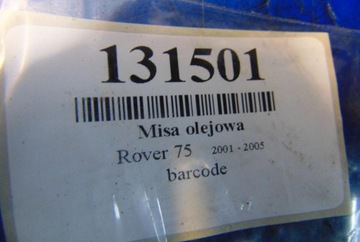 131501
Misa olejowa
Rover 75 2001 - 2005
barcode